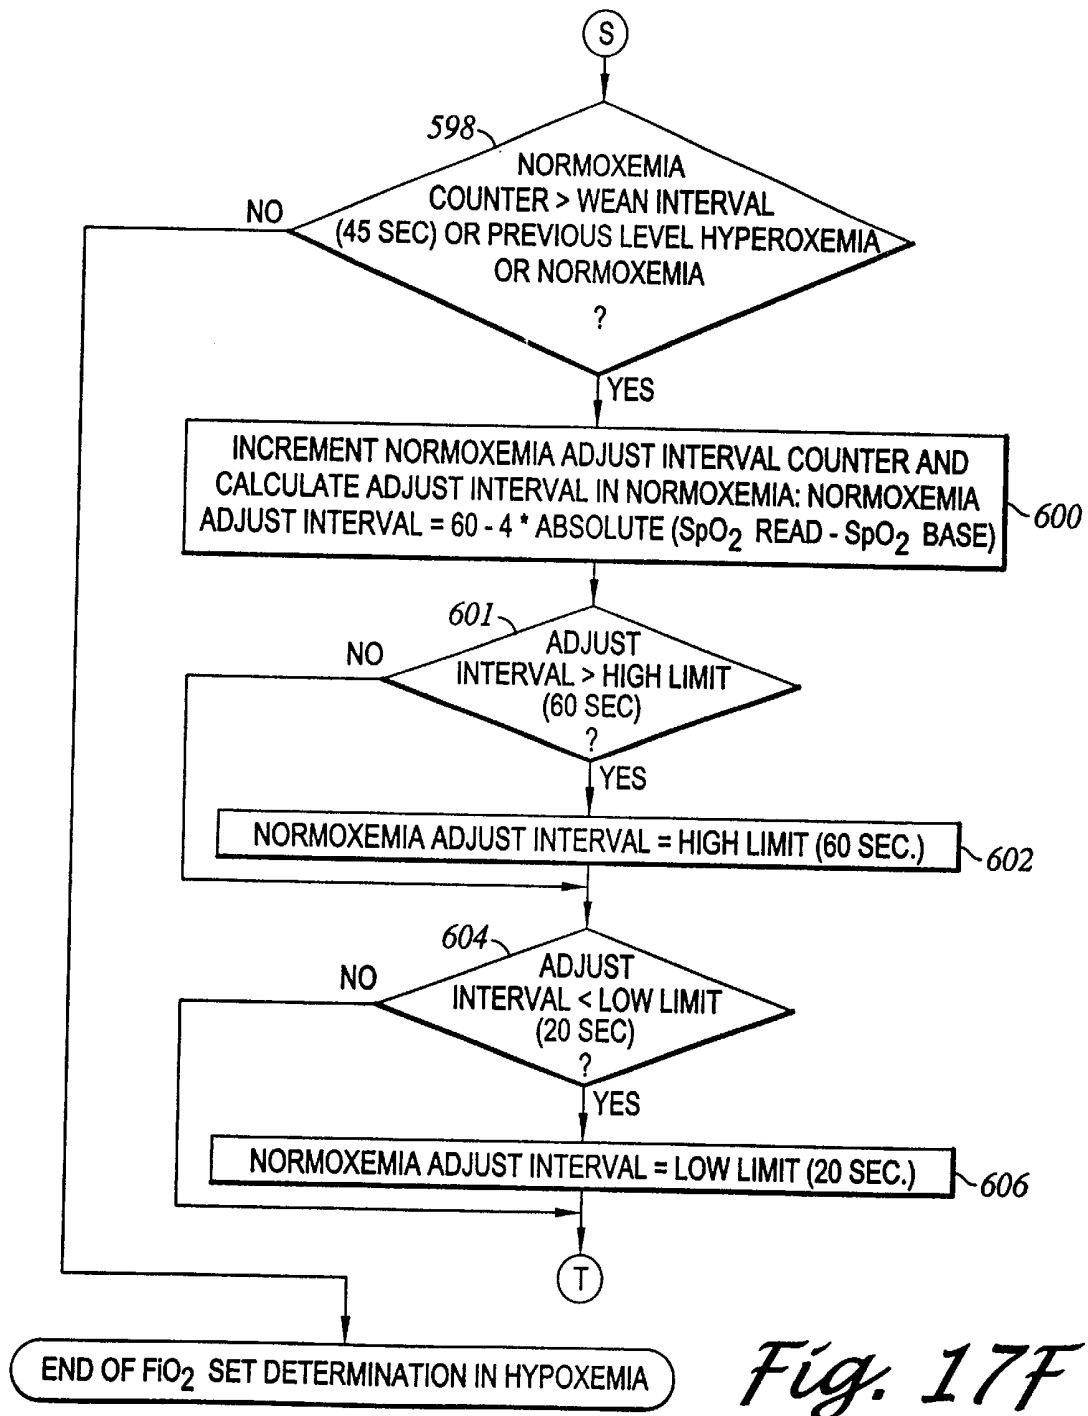 S
598
NORMOXEMIA
COUNTER > WEAN INTERVAL
(45 SEC) OR PREVIOUS LEVEL HYPEROXEMIA
OR NORMOXEMIA
?
NO
YES
INCREMENT NORMOXEMIA ADJUST INTERVAL COUNTER AND
CALCULATE ADJUST INTERVAL IN NORMOXEMIA: NORMOXEMIA
ADJUST INTERVAL = 60 - 4 * ABSOLUTE (SpO2 READ - SpO2 BASE)
600
601
ADJUST
INTERVAL > HIGH LIMIT
(60 SEC)
?
NO
YES
NORMOXEMIA ADJUST INTERVAL = HIGH LIMIT (60 SEC.)
602
604
ADJUST
INTERVAL < LOW LIMIT
(20 SEC)
?
NO
YES
NORMOXEMIA ADJUST INTERVAL = LOW LIMIT (20 SEC.)
606
T
END OF FiO2 SET DETERMINATION IN HYPOXEMIA
Fig. 17F